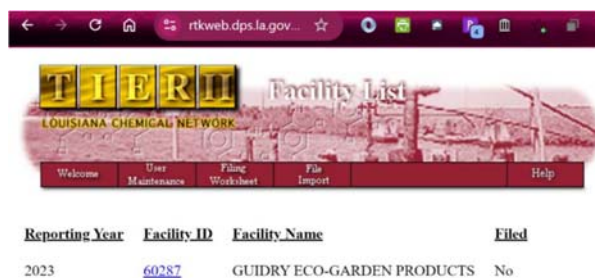 rtkweb.dps.la.gov...
4
TIER II
Facility List
LOUISIANA CHEMICAL NETWORK
Welcome User Maintenance Filing Worksheet File Import Help
Reporting Year Facility ID Facility Name Filed
2023 60287 GUIDRY ECO-GARDEN PRODUCTS No